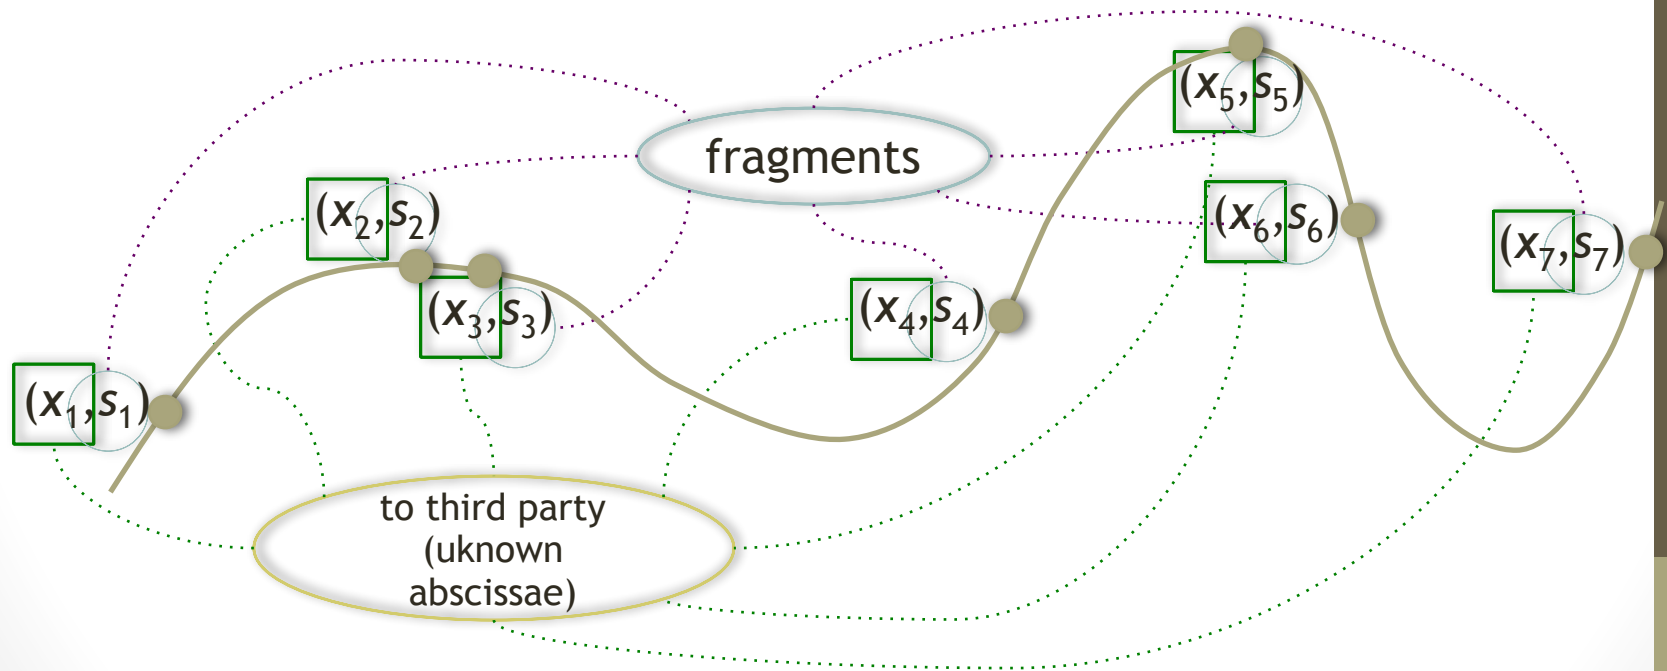 (x₅,s₅)
fragments
(x₂,s₂)
(x₆,s₆)
(x₇,s₇)
(x₃,s₃)
(x₄,s₄)
(x₁,s₁)
to third party
(uknown
abscissae)